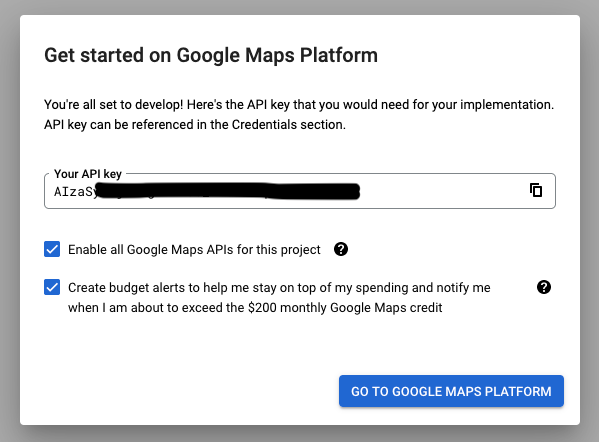 Get started on Google Maps Platform
You're all set to develop! Here's the API key that you would need for your implementation.
API key can be referenced in the Credentials section.
Your API key
AIzaSy
Enable all Google Maps APIs for this project
Create budget alerts to help me stay on top of my spending and notify me
when I am about to exceed the $200 monthly Google Maps credit
GO TO GOOGLE MAPS PLATFORM